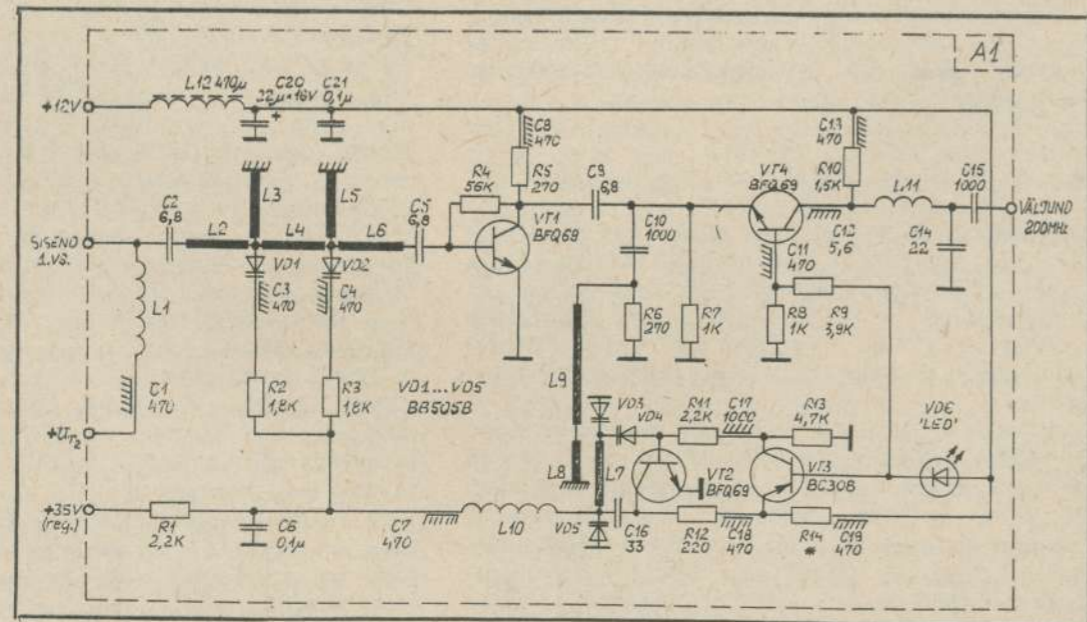 A1
+12V
L12 470µ
C20
22µ×16V
+
C21
0,1µ
C8
470
C13
470
R4
56K
R5
270
C9
6,8
VT4
BFQ69
R10
1,5K
L11
C15
1000
L3
L5
C2
6,8
L2
L4
L6
C5
6,8
VT1
BFQ69
C10
1000
C11
470
C12
5,6
C14
22
VÄLJUND
200MHz
SISEND
1.VS.
VD1
VD2
C3
470
C4
470
L1
R6
270
R7
1K
R8
1K
R9
3,9K
C1
470
R2
1,8K
R3
1,8K
VD1...VD5
BB505B
L9
VD3
VD4
R11
2,2K
C17
1000
R13
4,7K
VD6
'LED'
+UT2
L8
L7
VT2
BFQ69
VT3
BC308
+35V
(reg.)
R1
2,2K
C6
0,1µ
C7
470
L10
VD5
C16
33
R12
220
C18
470
R14
*
C19
470